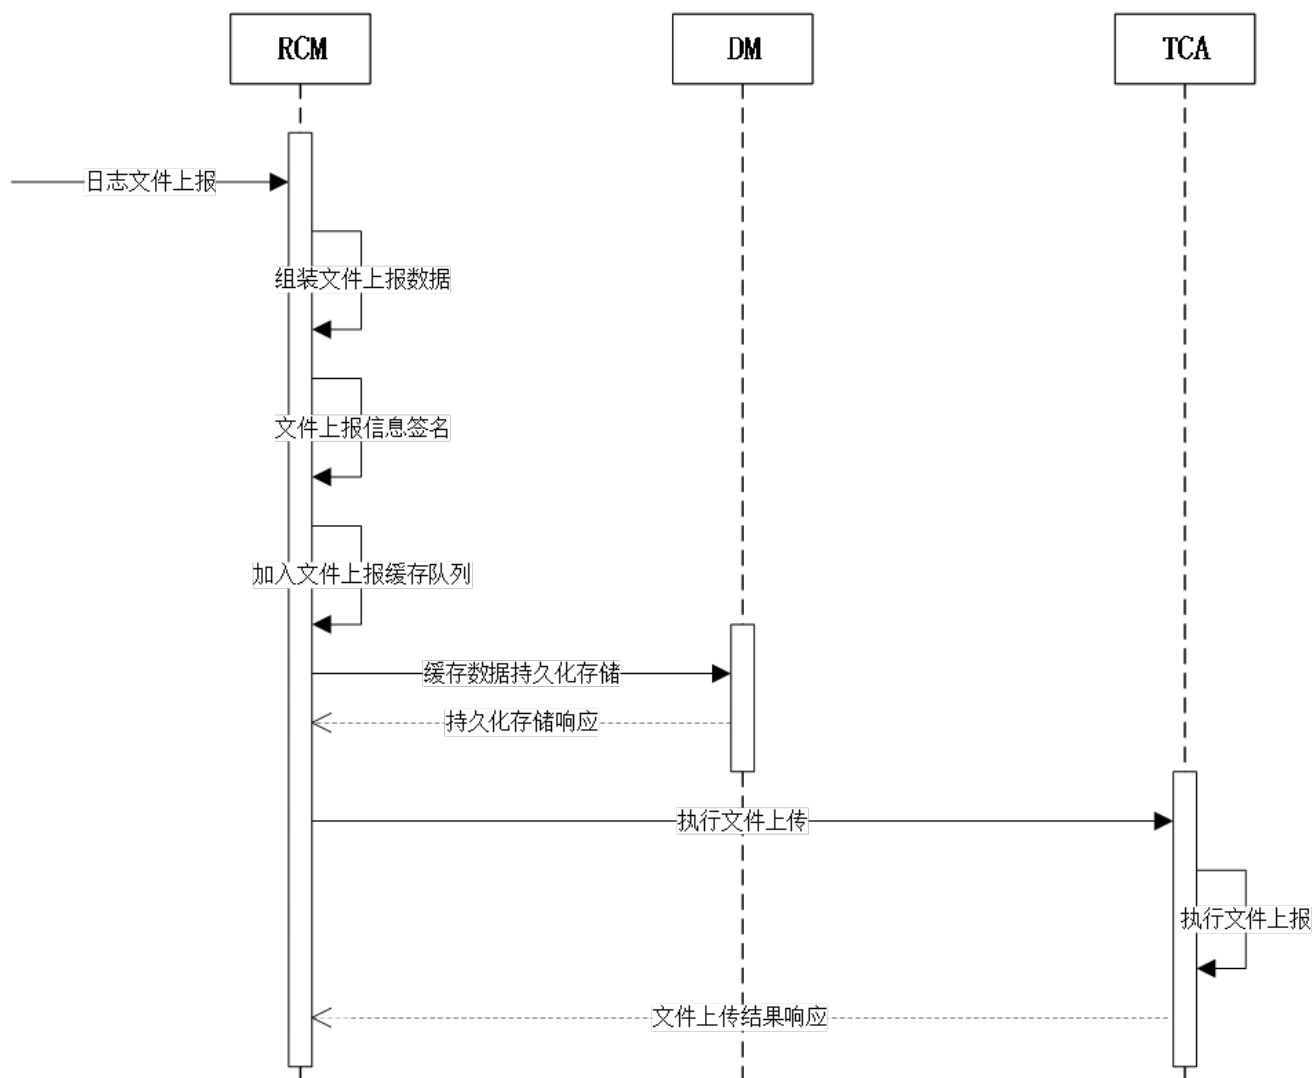 RCM
DM
TCA
日志文件上报
组装文件上报数据
文件上报信息签名
加入文件上报缓存队列
缓存数据持久化存储
持久化存储响应
执行文件上传
执行文件上报
文件上传结果响应